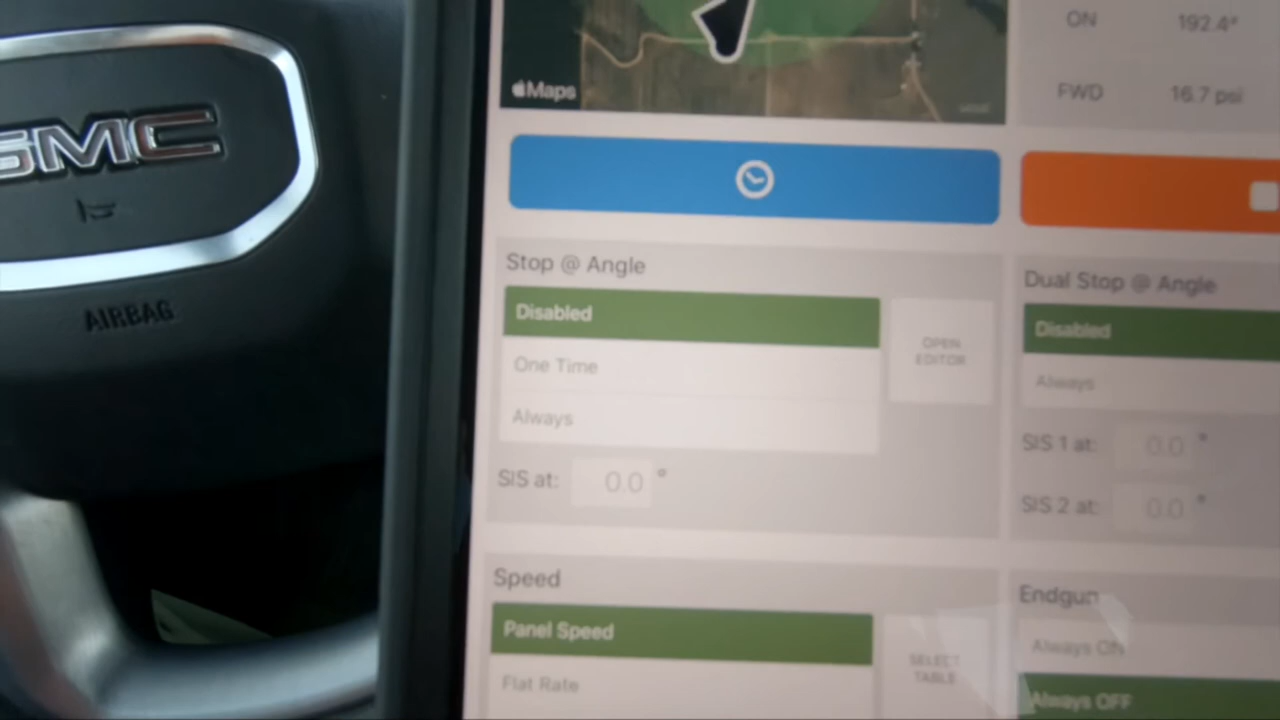 GMC
AIRBAG
Maps
ON 192.4°
FWD 16.7 psi
Stop @ Angle
Disabled
One Time
Always
OPEN
EDITOR
SIS at: 0.0 °
Dual Stop @ Angle
Disabled
Always
SIS 1 at: 0.0 °
SIS 2 at: 0.0 °
Speed
Panel Speed
Flat Rate
SELECT
TABLE
Endgun
Always ON
Always OFF